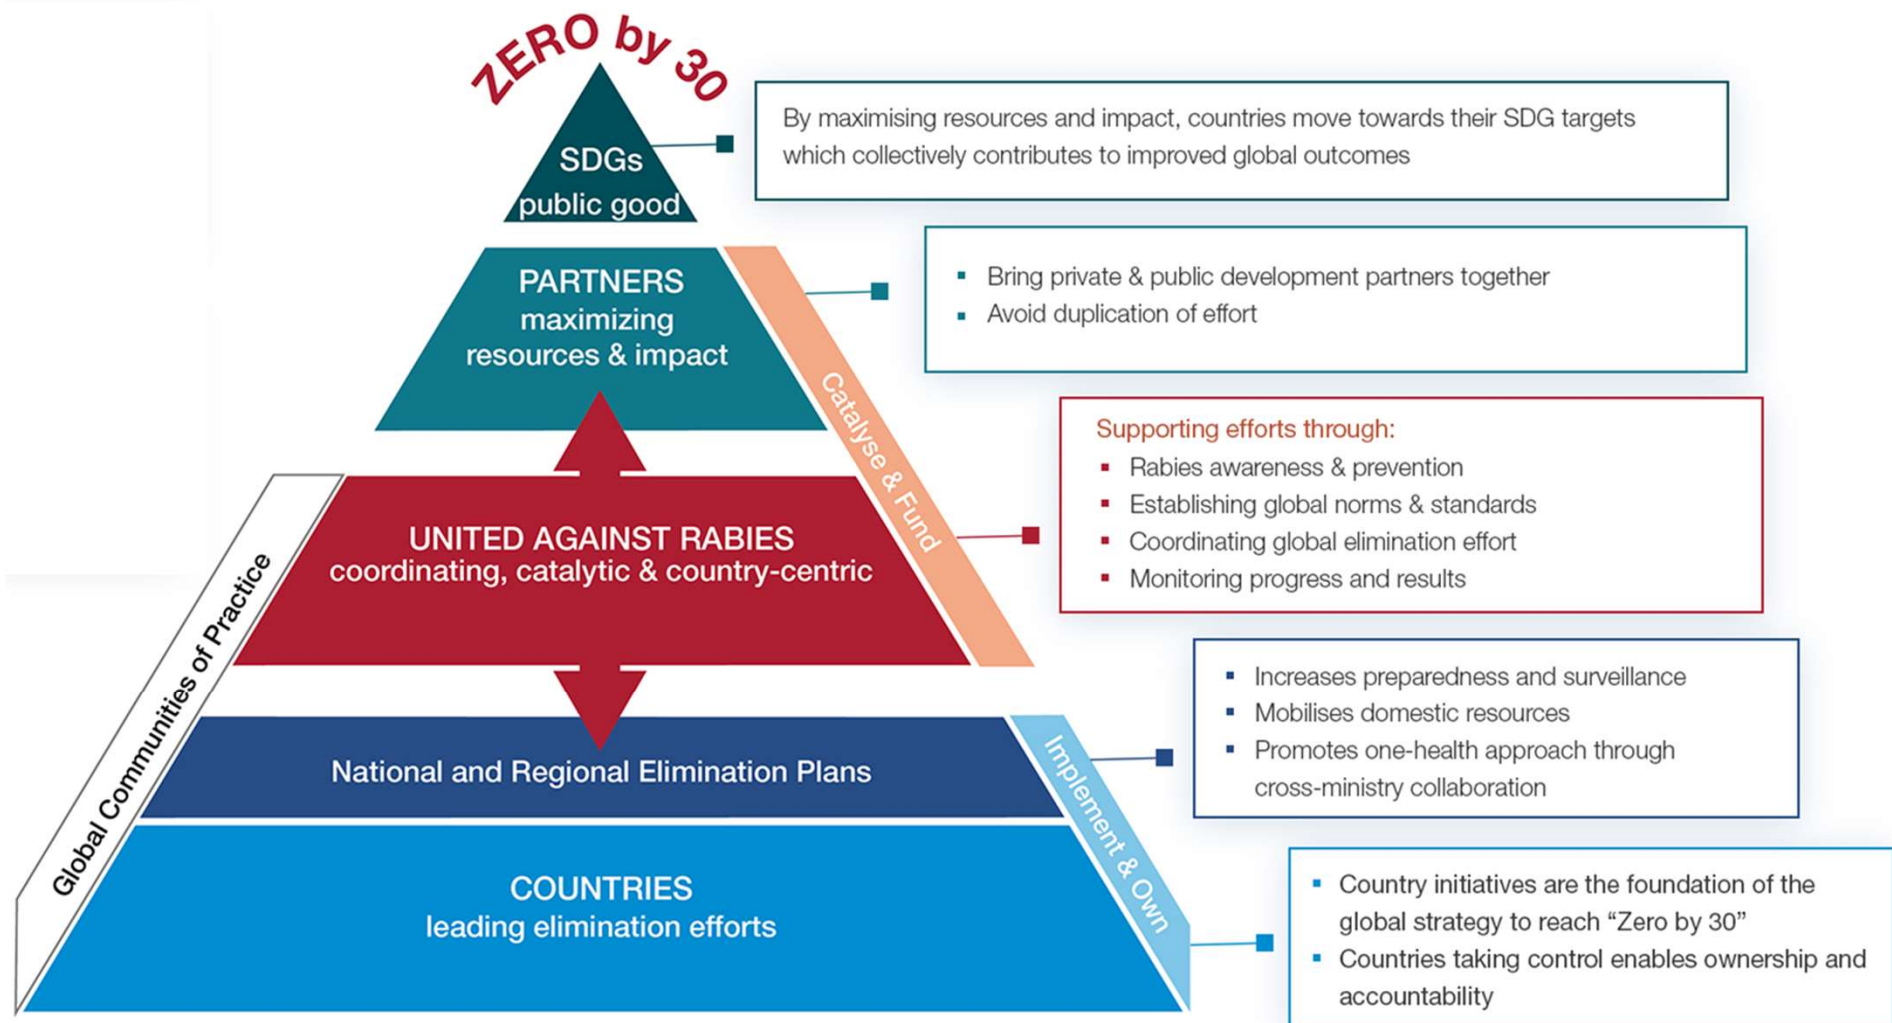 ZERO by 30
SDGs
public good
By maximising resources and impact, countries move towards their SDG targets
which collectively contributes to improved global outcomes
PARTNERS
maximizing
resources & impact
Catalyse & Fund
▪ Bring private & public development partners together
▪ Avoid duplication of effort
UNITED AGAINST RABIES
coordinating, catalytic & country-centric
Supporting efforts through:
▪ Rabies awareness & prevention
▪ Establishing global norms & standards
▪ Coordinating global elimination effort
▪ Monitoring progress and results
Global Communities of Practice
National and Regional Elimination Plans
Implement & Own
▪ Increases preparedness and surveillance
▪ Mobilises domestic resources
▪ Promotes one-health approach through
cross-ministry collaboration
COUNTRIES
leading elimination efforts
▪ Country initiatives are the foundation of the
global strategy to reach “Zero by 30”
▪ Countries taking control enables ownership and
accountability